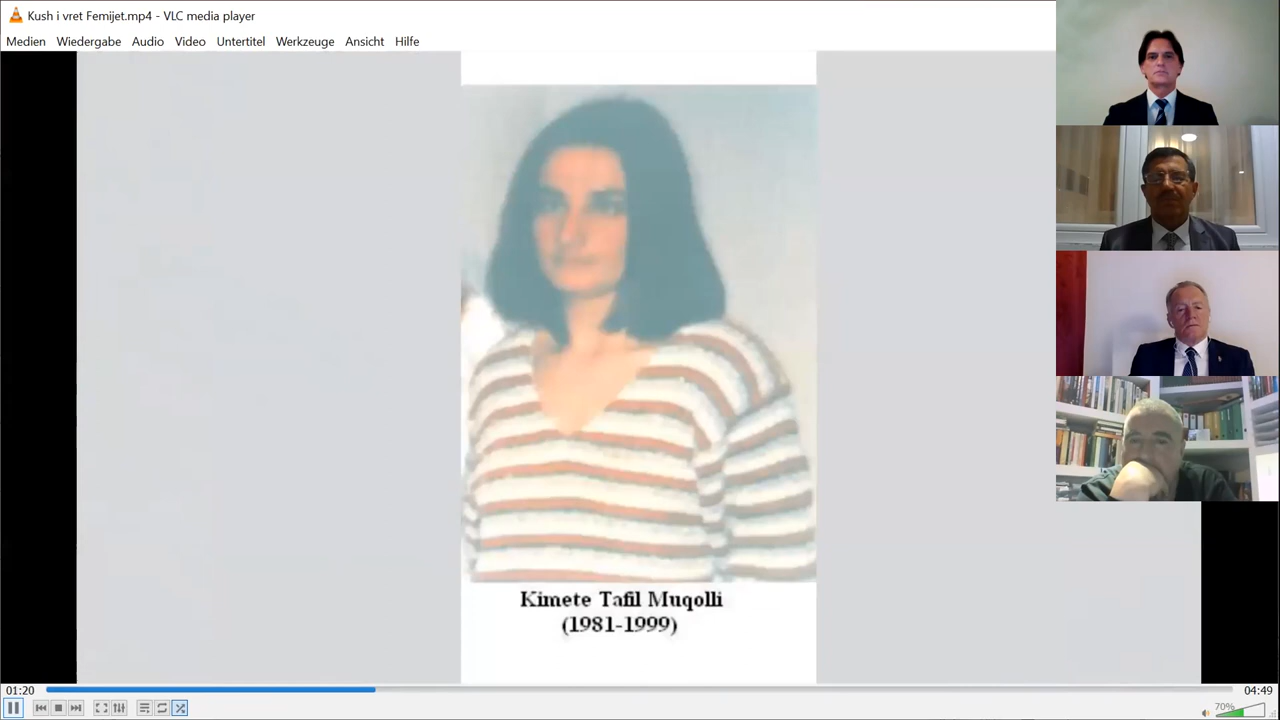 Kush i vret Femijet.mp4 - VLC media player
Medien Wiedergabe Audio Video Untertitel Werkzeuge Ansicht Hilfe
Kimete Tafil Muqolli
(1981-1999)
01:20
04:49
70%